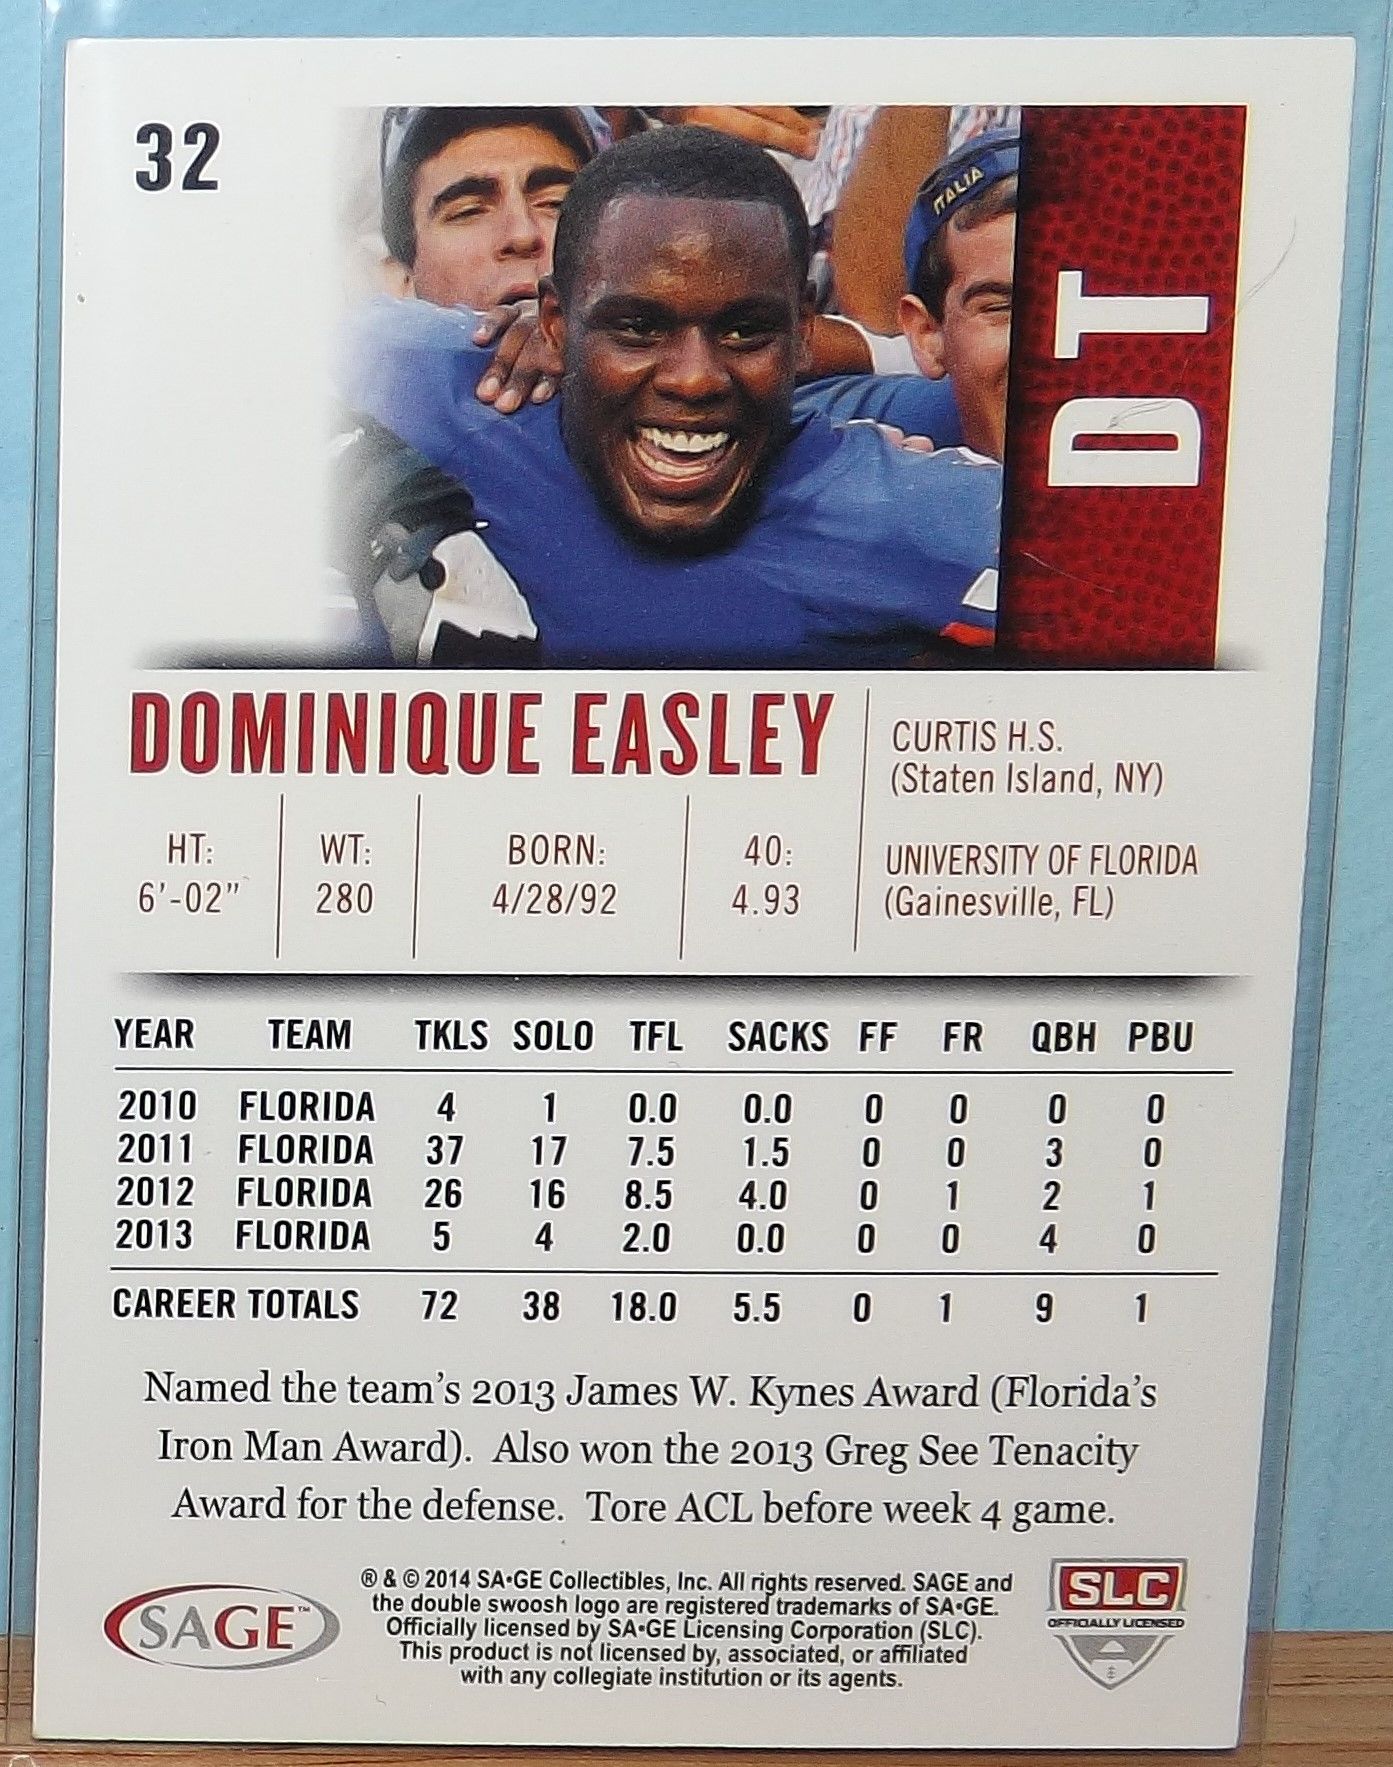 32
ITALIA
DT
DOMINIQUE EASLEY
CURTIS H.S.
(Staten Island, NY)
HT: WT: BORN: 40:
6'-02” 280 4/28/92 4.93
UNIVERSITY OF FLORIDA
(Gainesville, FL)
YEAR TEAM TKLS SOLO TFL SACKS FF FR QBH PBU
2010 FLORIDA 4 1 0.0 0.0 0 0 0 0
2011 FLORIDA 37 17 7.5 1.5 0 0 3 0
2012 FLORIDA 26 16 8.5 4.0 0 1 2 1
2013 FLORIDA 5 4 2.0 0.0 0 0 4 0
CAREER TOTALS 72 38 18.0 5.5 0 1 9 1
Named the team's 2013 James W. Kynes Award (Florida's
Iron Man Award). Also won the 2013 Greg See Tenacity
Award for the defense. Tore ACL before week 4 game.
SAGE™
® & © 2014 SA•GE Collectibles, Inc. All rights reserved. SAGE and
the double swoosh logo are registered trademarks of SA•GE.
Officially licensed by SA•GE Licensing Corporation (SLC).
This product is not licensed by, associated, or affiliated
with any collegiate institution or its agents.
SLC
OFFICIALLY LICENSED